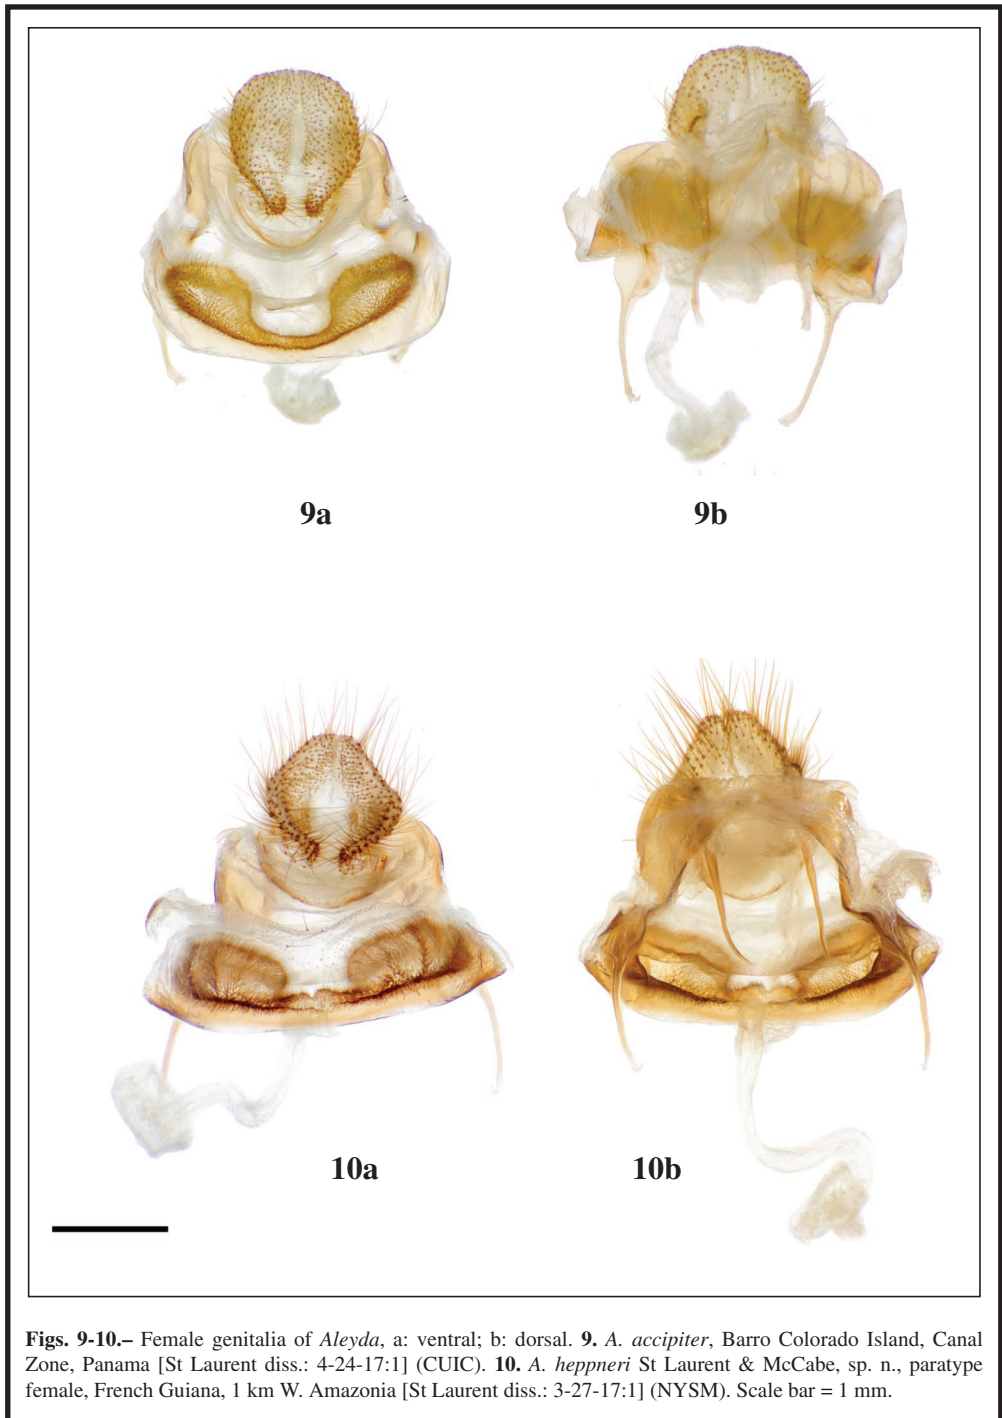 9a
9b
10a
10b
Figs. 9-10.– Female genitalia of Aleyda, a: ventral; b: dorsal. 9. A. accipiter, Barro Colorado Island, Canal
Zone, Panama [St Laurent diss.: 4-24-17:1] (CUIC). 10. A. heppneri St Laurent & McCabe, sp. n., paratype
female, French Guiana, 1 km W. Amazonia [St Laurent diss.: 3-27-17:1] (NYSM). Scale bar = 1 mm.